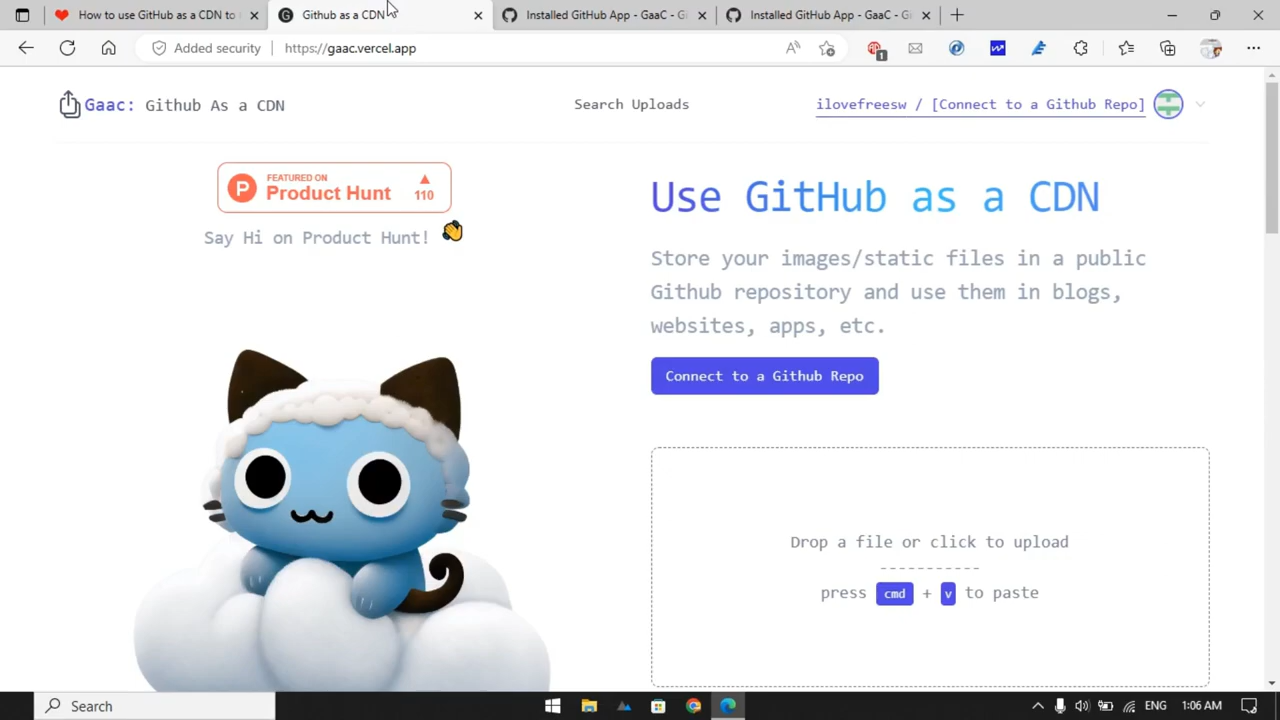 How to use GitHub as a CDN to
Github as a CDN
Installed GitHub App - GaaC - G
Installed GitHub App - GaaC - G
Added security
https://gaac.vercel.app
1
Gaac: Github As a CDN
Search Uploads
ilovefreesw / [Connect to a Github Repo]
P
FEATURED ON
Product Hunt
110
Say Hi on Product Hunt!
Use GitHub as a CDN
Store your images/static files in a public
Github repository and use them in blogs,
websites, apps, etc.
Connect to a Github Repo
Drop a file or click to upload
-----------
press cmd + v to paste
Search
ENG
1:06 AM